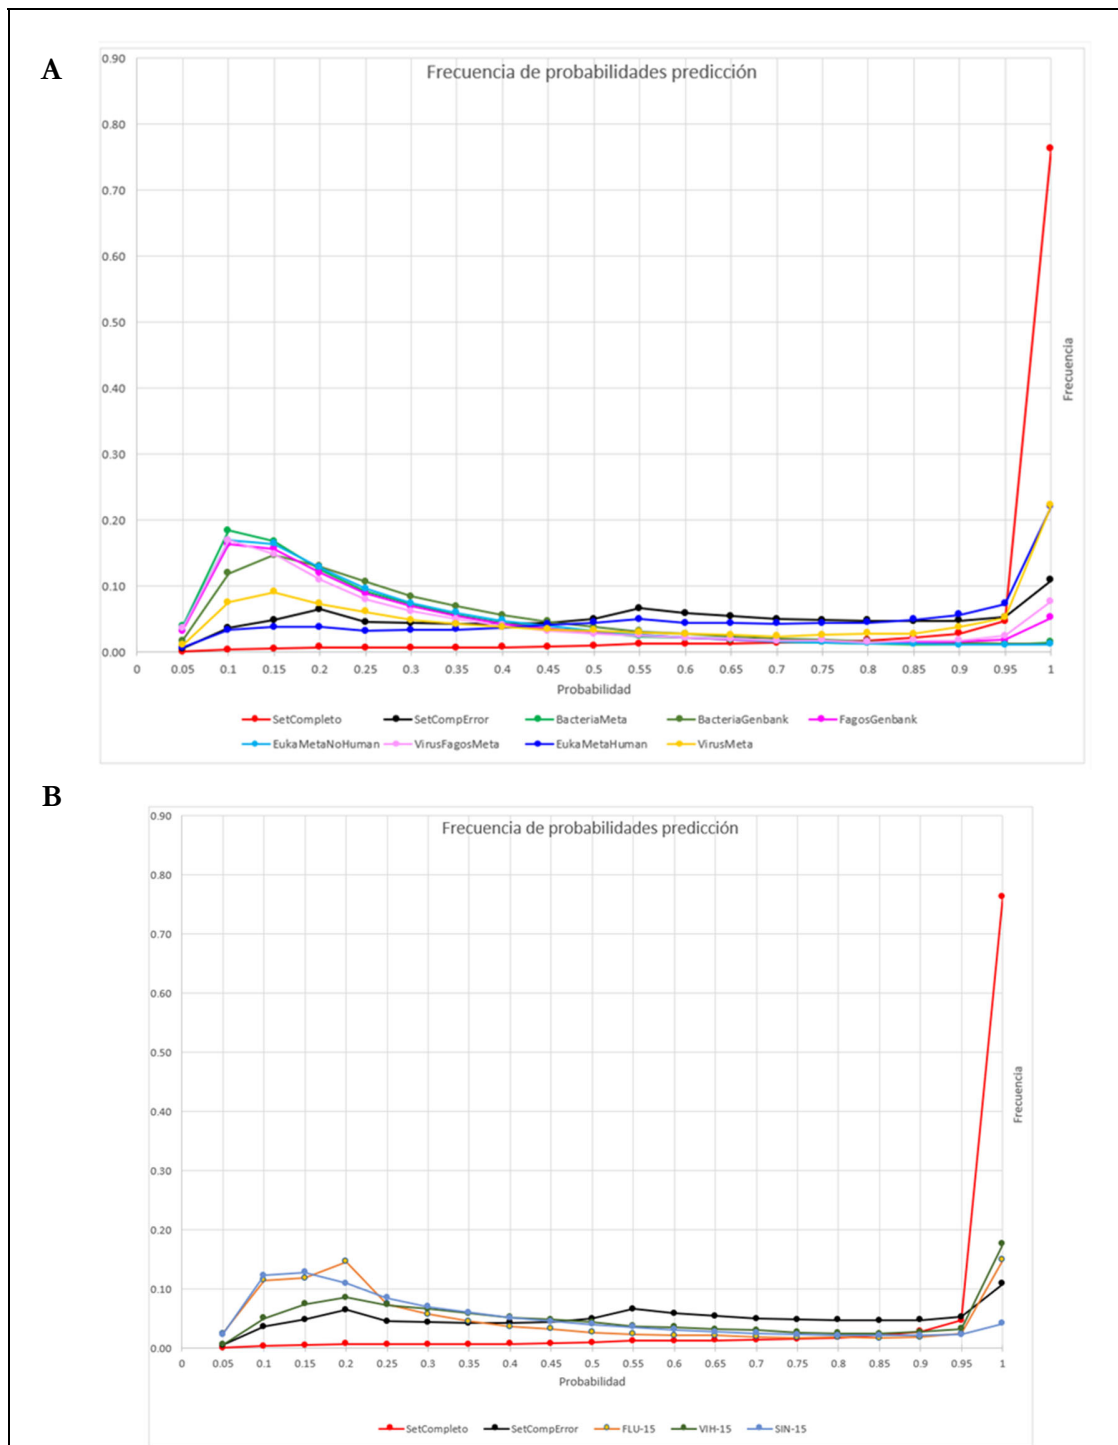 A
Frecuencia de probabilidades predicción
0.90
0.80
0.70
0.60
0.50
0.40
0.30
0.20
0.10
0.00
Frecuencia
0 0.05 0.1 0.15 0.2 0.25 0.3 0.35 0.4 0.45 0.5 0.55 0.6 0.65 0.7 0.75 0.8 0.85 0.9 0.95 1
Probabilidad
SetCompleto SetCompError BacteriaMeta BacteriaGenbank FagosGenbank
EukaMetaNoHuman VirusFagosMeta EukaMetaHuman VirusMeta
B
Frecuencia de probabilidades predicción
0.90
0.80
0.70
0.60
0.50
0.40
0.30
0.20
0.10
0.00
Frecuencia
0 0.05 0.1 0.15 0.2 0.25 0.3 0.35 0.4 0.45 0.5 0.55 0.6 0.65 0.7 0.75 0.8 0.85 0.9 0.95 1
Probabilidad
SetCompleto SetCompError FLU-15 VIH-15 SIN-15